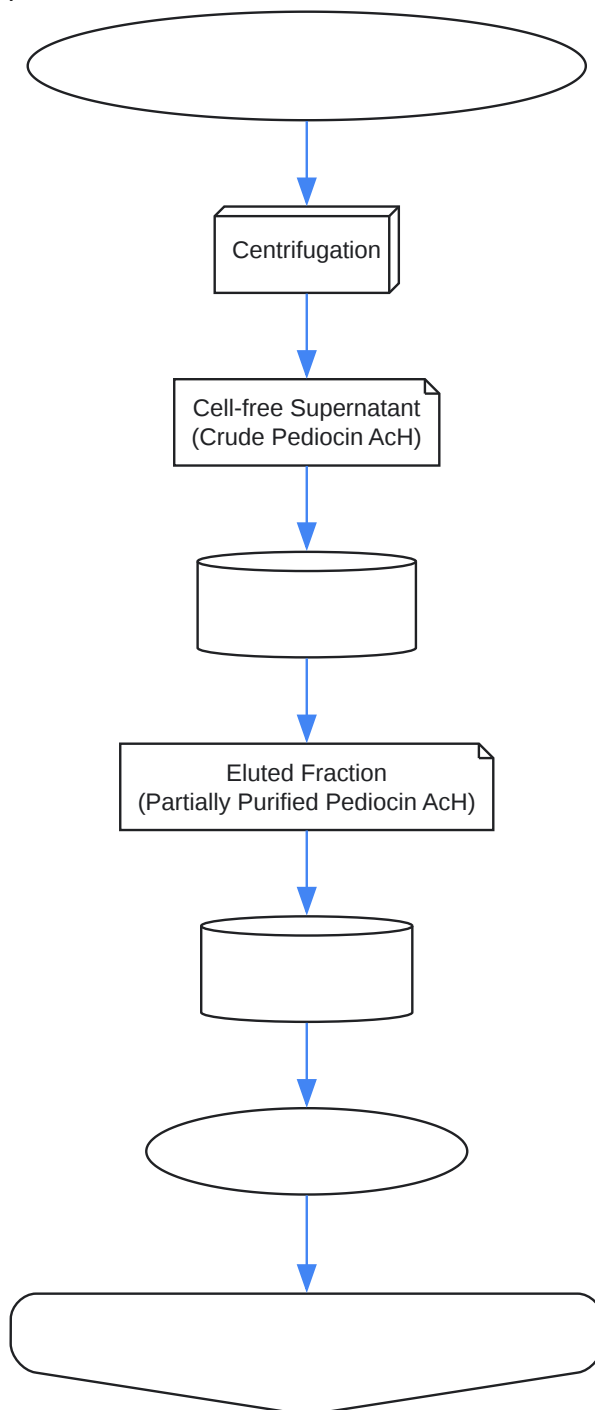 Centrifugation
Cell-free Supernatant
(Crude Pediocin AcH)
Eluted Fraction
(Partially Purified Pediocin AcH)